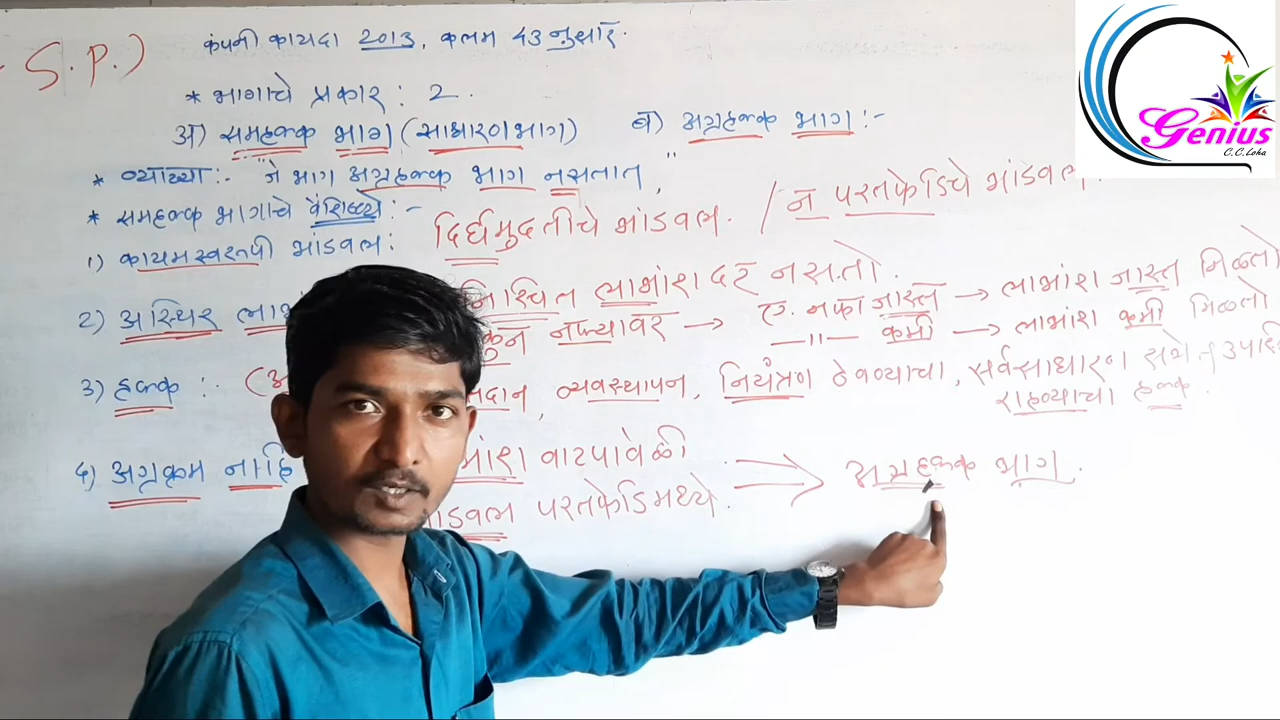 S.P.)
कंपनी कायदा 2013, कलम 43 नुसार.
* भागाचे प्रकार : 2.
अ) समहक्क भाग (साधारण भाग) ब) अग्रहक्क भाग :-
* व्याख्या :- "जे भाग अग्रहक्क भाग नसतात,"
* समहक्क भागाचे वैशिष्ट्ये :-
1) कायमस्वरूपी भांडवल : दिर्घमुदतीचे भांडवल. / न परतफेडिचे भांडवल.
2) अस्थिर निश्चित लाभांश दर नसतो.
नफ्यावर → ए. नफा जास्त → लाभांश जास्त मिळतो
—"— कमी → लाभांश कमी मिळतो
3) हक्क :. व्यवस्थापन, नियंत्रण ठेवण्याचा, सर्वसाधारण सभेत
राहण्याचा हक्क.
4) अग्रक्रम नाहि वाटपावेळी
परतफेडिमध्ये. ⇒ अग्रहक्क भाग.
Genius
C.C.Loha